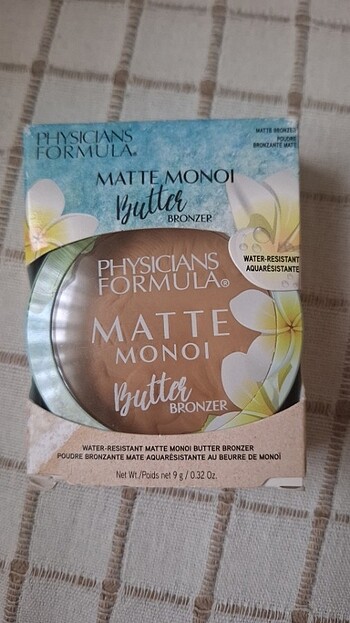 PHYSICIANS
FORMULA®
MATTE BRONZER
POUDRE
BRONZANTE MATE
MATTE MONOI
Butter
BRONZER
WATER-RESISTANT
AQUARÉSISTANTE
PHYSICIANS
FORMULA®
MATTE
MONOI
Butter
BRONZER
WATER-RESISTANT MATTE MONOI BUTTER BRONZER
POUDRE BRONZANTE MATE AQUARÉSISTANTE AU BEURRE DE MONOÏ
Net Wt./Poids net 9 g / 0.32 Oz.